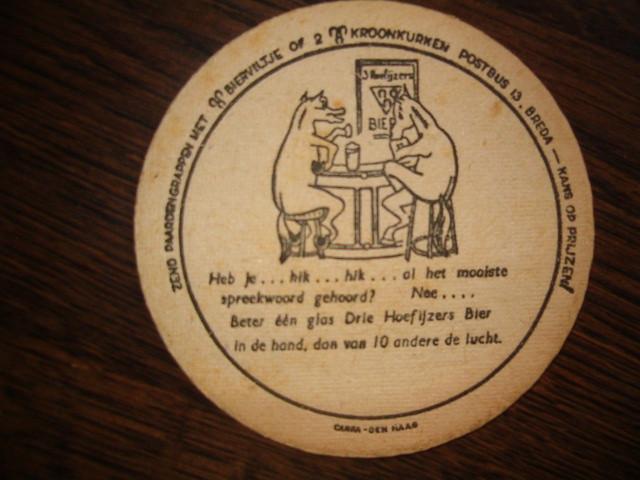 ZEND PAARDENGRAPPEN MET BIERVILTJE OF 2 KROONKURKEN POSTBUS 13, BREDA — KANS OP PRIJZEN!
3 Hoefijzers
BIER
Heb je ... hik ... hik ... al het mooiste
spreekwoord gehoord? Nee ....
Beter één glas Drie Hoefijzers Bier
in de hand, dan van 10 andere de lucht.
DEN HAAG